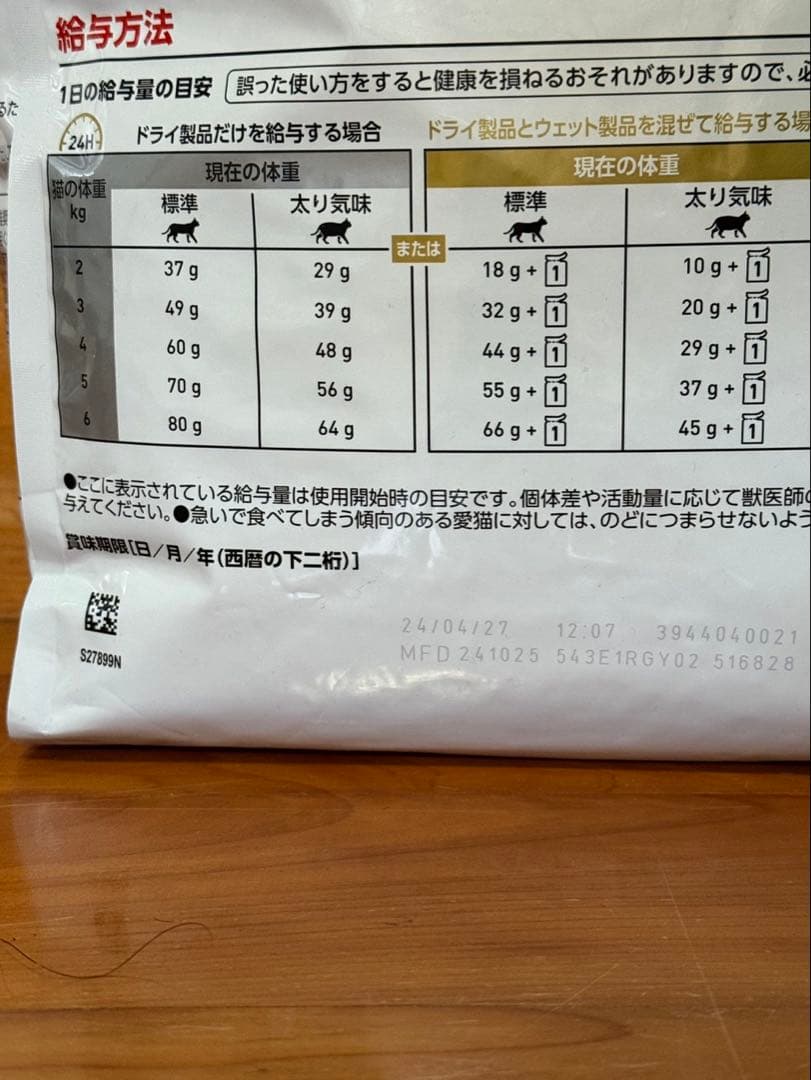 給与方法
1日の給与量の目安 誤った使い方をすると健康を損ねるおそれがありますので、必
24H ドライ製品だけを給与する場合 ドライ製品とウェット製品を混ぜて給与する場
猫の体重 kg 現在の体重 現在の体重
標準 太り気味 または 標準 太り気味
2 37 g 29 g 18 g + 1 10 g + 1
3 49 g 39 g 32 g + 1 20 g + 1
4 60 g 48 g 44 g + 1 29 g + 1
5 70 g 56 g 55 g + 1 37 g + 1
6 80 g 64 g 66 g + 1 45 g + 1
●ここに表示されている給与量は使用開始時の目安です。個体差や活動量に応じて獣医師の
与えてください。●急いで食べてしまう傾向のある愛猫に対しては、のどにつまらせないよう
賞味期限[日/月/年(西暦の下二桁)]
24/04/27 12:07 3944040021
MFD 241025 543E1RGY02 516828
S27899N